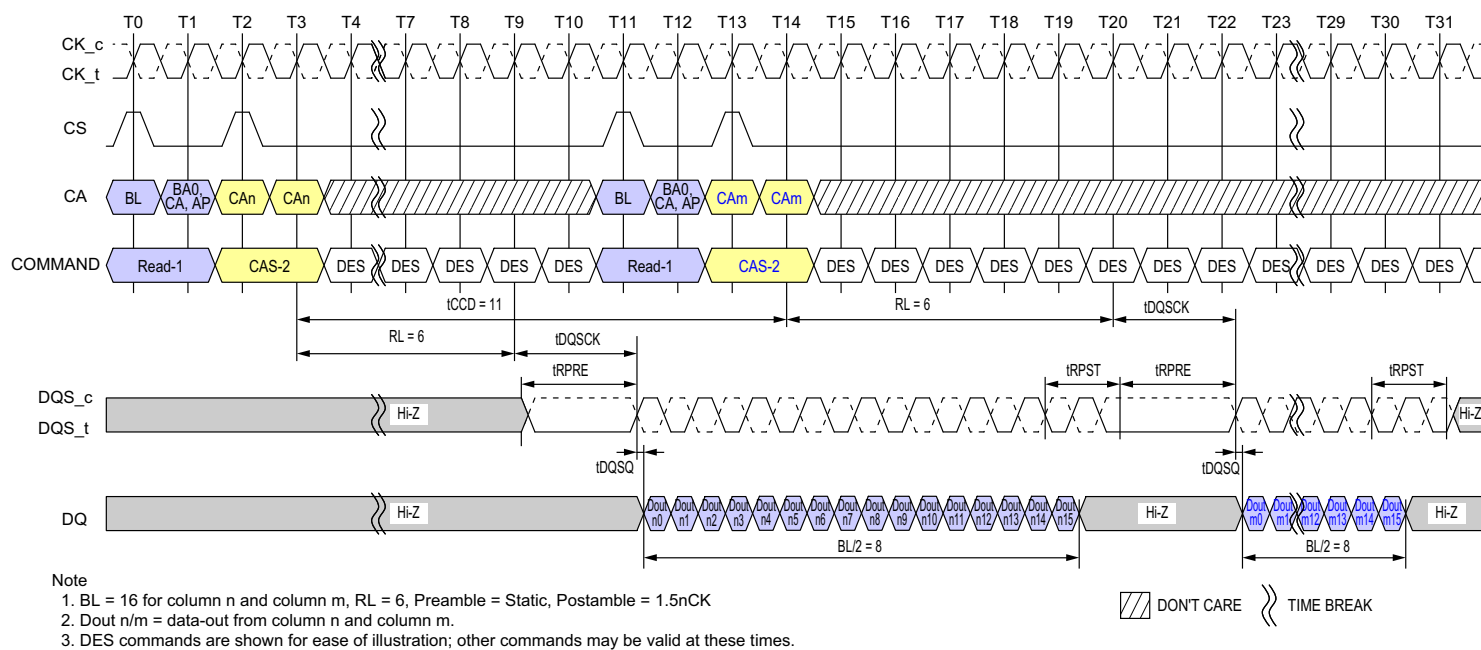 T0 T1 T2 T3 T4 T7 T8 T9 T10 T11 T12 T13 T14 T15 T16 T17 T18 T19 T20 T21 T22 T23 T29 T30 T31
CK_c
CK_t
CS
CA BL BA0, CA, AP CAn CAn BL BA0, CA, AP CAm CAm
COMMAND Read-1 CAS-2 DES DES DES DES DES Read-1 CAS-2 DES DES DES DES DES DES DES DES DES DES DES DES
tCCD = 11 RL = 6 tDQSCK
RL = 6 tDQSCK
tRPRE tRPST tRPRE tRPST
DQS_c
DQS_t
Hi-Z Hi-Z
tDQSQ tDQSQ
DQ Hi-Z Dout n0 Dout n1 Dout n2 Dout n3 Dout n4 Dout n5 Dout n6 Dout n7 Dout n8 Dout n9 Dout n10 Dout n11 Dout n12 Dout n13 Dout n14 Dout n15 Hi-Z Dout m0 Dout m1 Dout m12 Dout m13 Dout m14 Dout m15 Hi-Z
BL/2 = 8 BL/2 = 8
Note
1. BL = 16 for column n and column m, RL = 6, Preamble = Static, Postamble = 1.5nCK
2. Dout n/m = data-out from column n and column m.
3. DES commands are shown for ease of illustration; other commands may be valid at these times.
DON'T CARE TIME BREAK